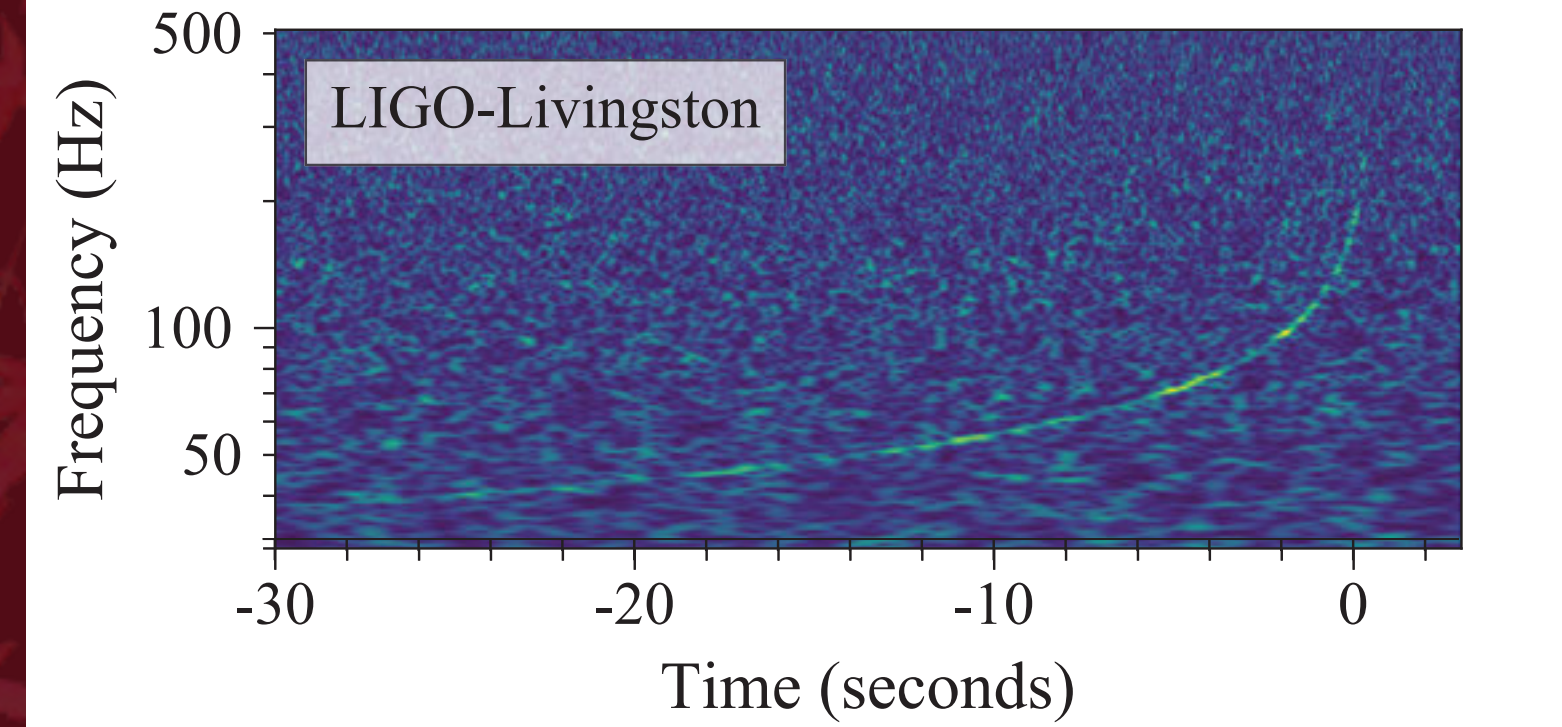 500
LIGO-Livingston
Frequency (Hz)
100
50
-30 -20 -10 0
Time (seconds)